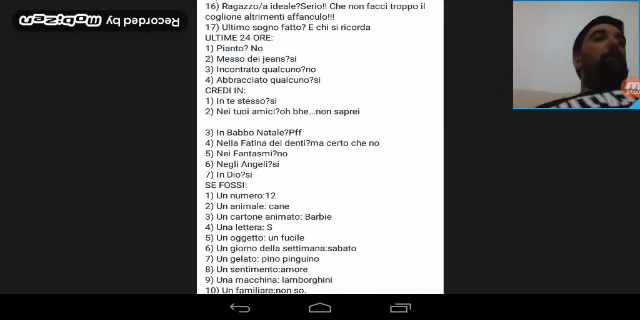 16) Ragazzo/a ideale?Serio!! Che non facci troppo il
coglione altrimenti affanculo!!!
17) Ultimo sogno fatto? E chi si ricorda
ULTIME 24 ORE:
1) Pianto? No
2) Messo dei jeans?si
3) Incontrato qualcuno?no
4) Abbracciato qualcuno?si
CREDI IN:
1) In te stesso?si
2) Nei tuoi amici?oh bhe...non saprei
3) In Babbo Natale?Pff
4) Nella Fatina dei denti?ma certo che no
5) Nei Fantasmi?no
6) Negli Angeli?si
7) In Dio?si
SE FOSSI:
1) Un numero:12
2) Un animale: cane
3) Un cartone animato: Barbie
4) Una lettera: S
5) Un oggetto: un fucile
6) Un giorno della settimana:sabato
7) Un gelato: pino pinguino
8) Un sentimento:amore
9) Una macchina: lamborghini
10) Un familiare:non so.
Recorded by mobizen